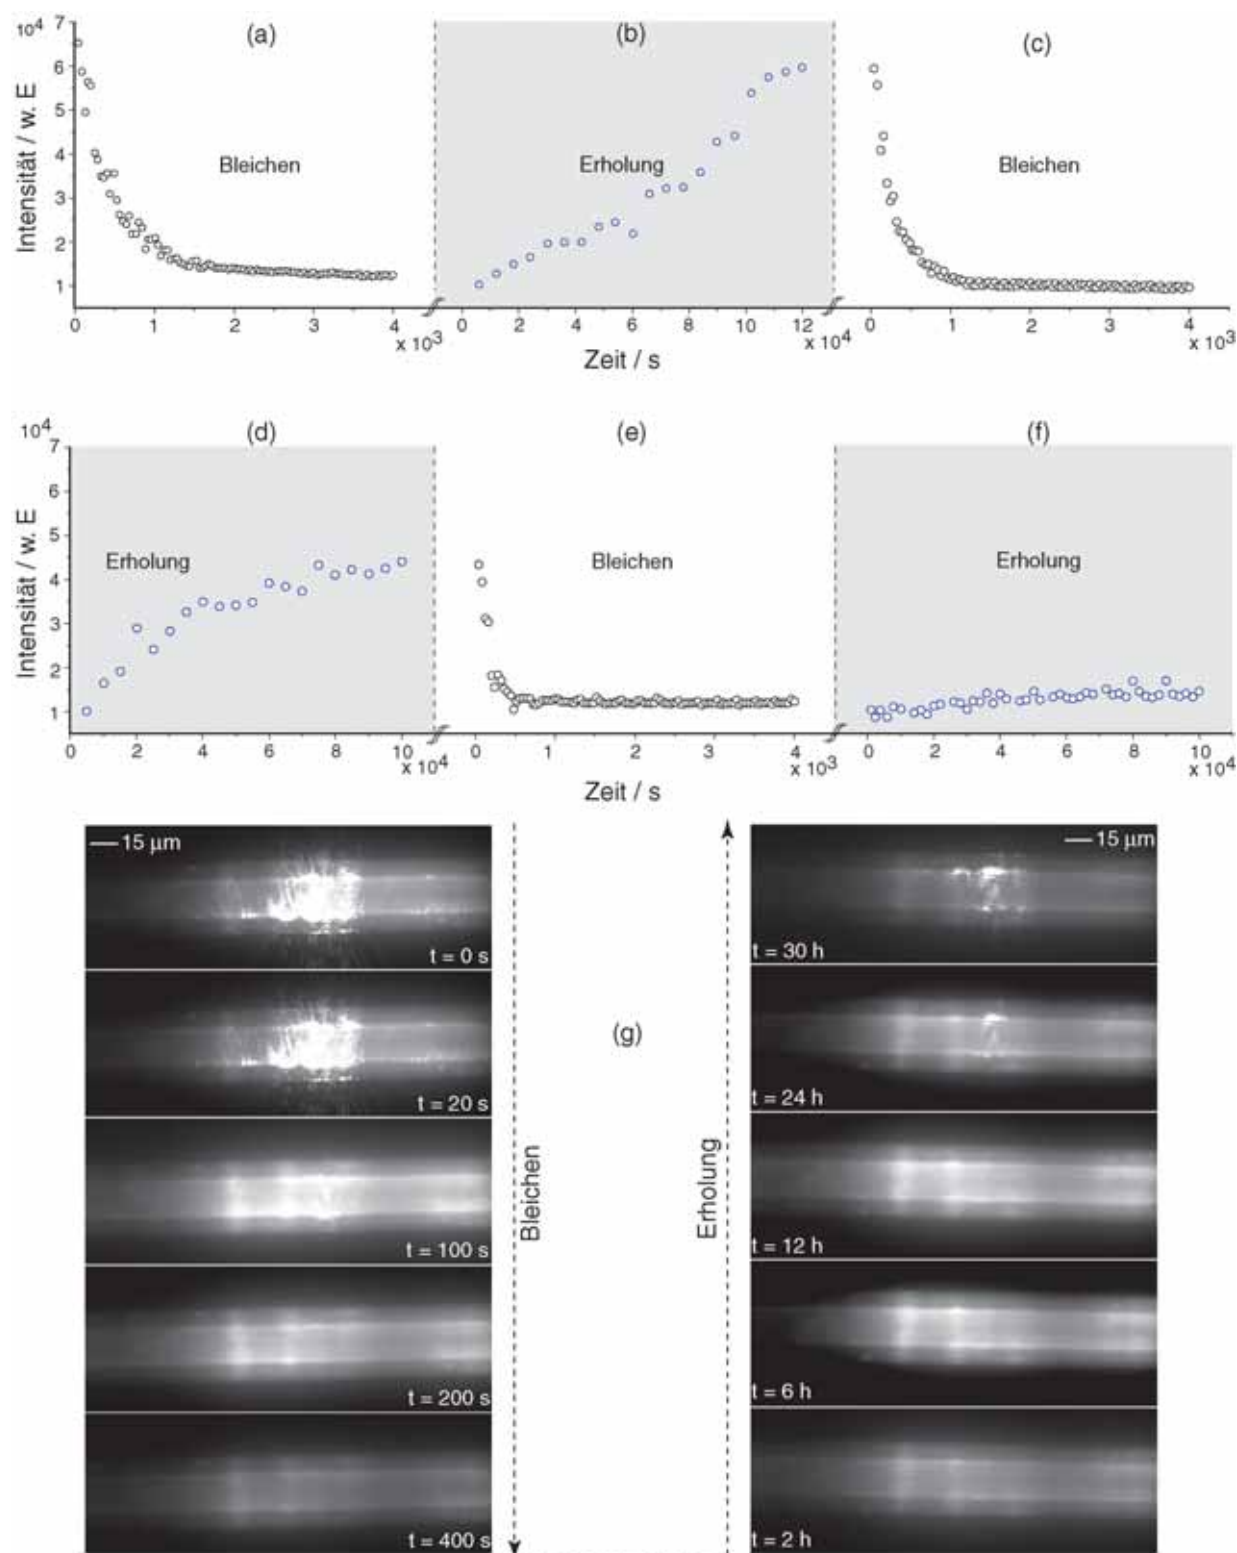 (a) (b) (c)
10⁴
7
6
5
4
3
2
1
Intensität / w. E
Bleichen Erholung Bleichen
0 1 2 3 4 0 2 4 6 8 10 12 0 1 2 3 4
x 10³ x 10⁴ x 10³
Zeit / s
(d) (e) (f)
10⁴
7
6
5
4
3
2
1
Intensität / w. E
Erholung Bleichen Erholung
0 2 4 6 8 10 0 1 2 3 4 0 2 4 6 8 10
x 10⁴ x 10³ x 10⁴
Zeit / s
15 µm
t = 0 s
t = 20 s
t = 100 s
t = 200 s
t = 400 s
Bleichen
(g)
Erholung
15 µm
t = 30 h
t = 24 h
t = 12 h
t = 6 h
t = 2 h